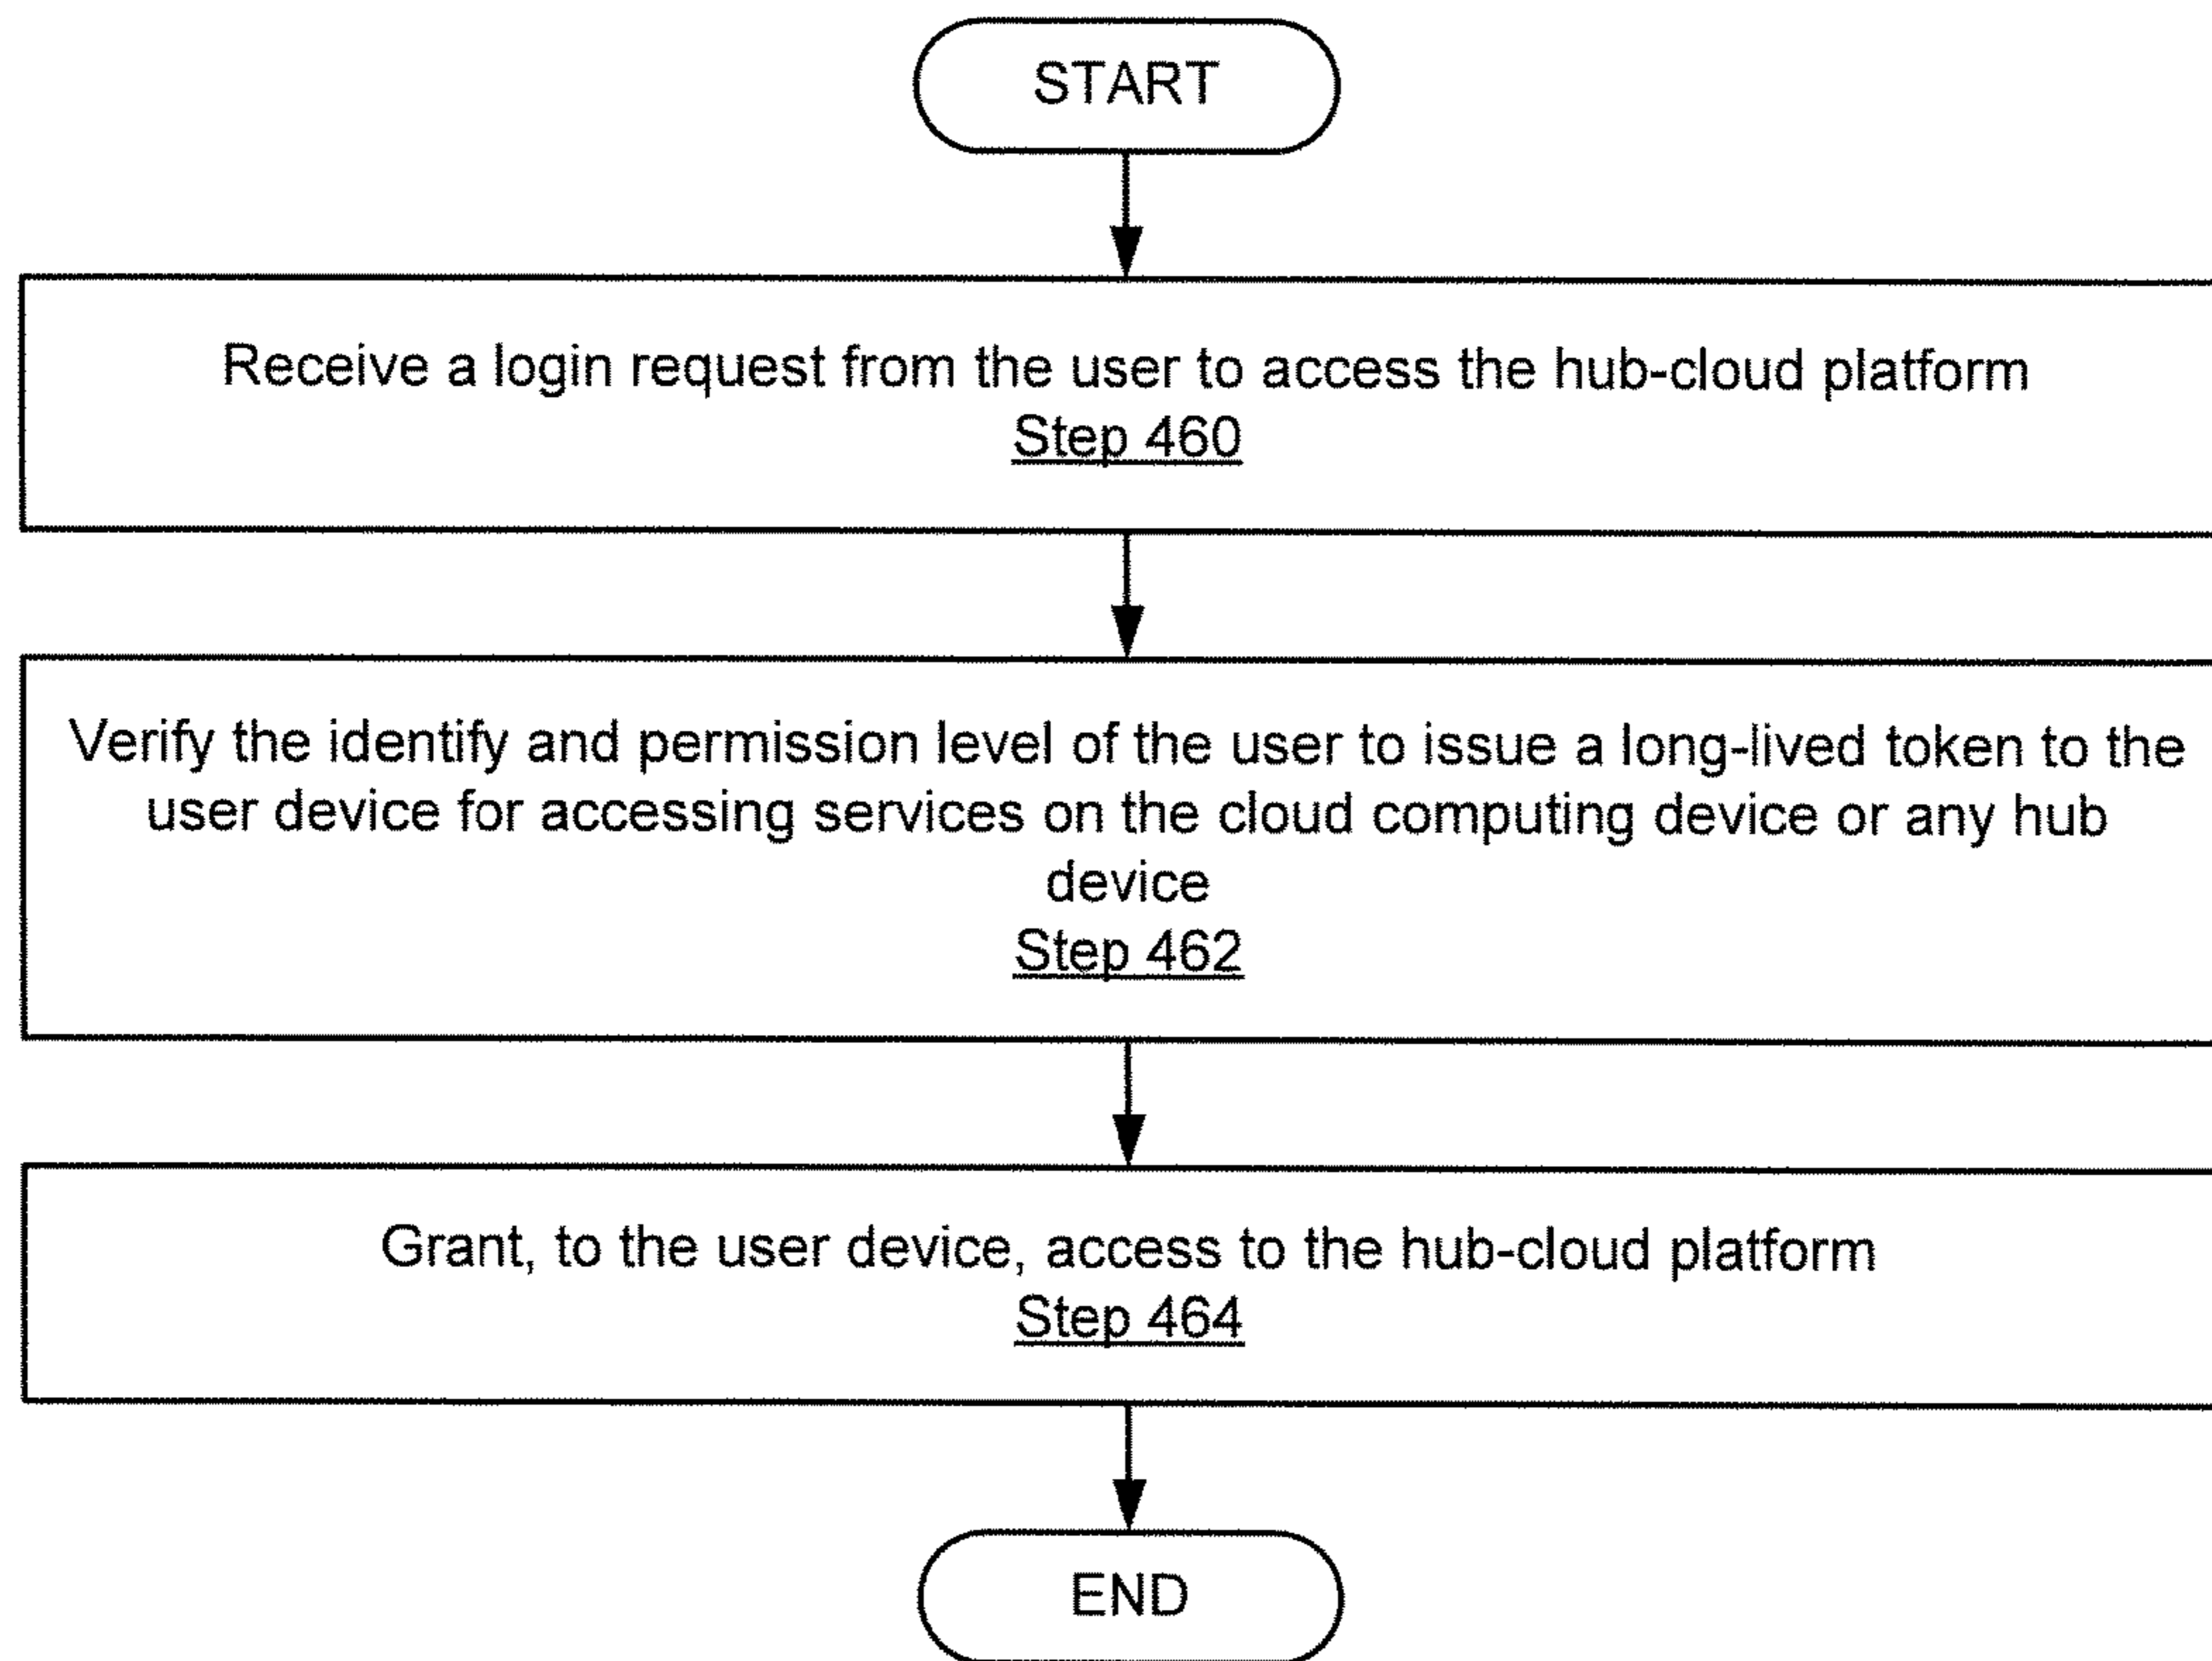 START
Receive a login request from the user to access the hub-cloud platform
Step 460
Verify the identify and permission level of the user to issue a long-lived token to the
user device for accessing services on the cloud computing device or any hub
device
Step 462
Grant, to the user device, access to the hub-cloud platform
Step 464
END